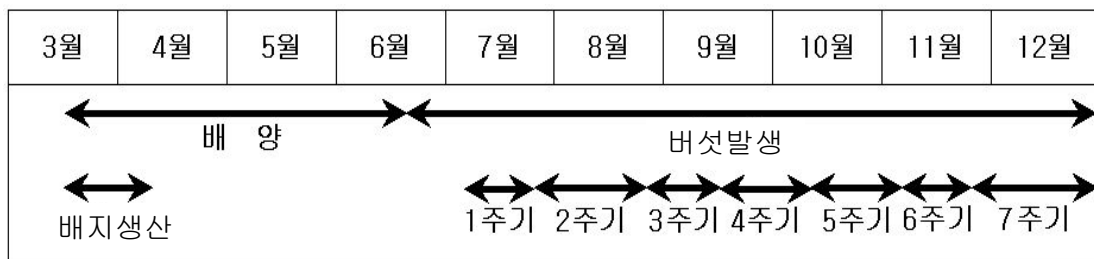 3월 4월 5월 6월 7월 8월 9월 10월 11월 12월
배 양 버섯발생
배지생산 1주기 2주기 3주기 4주기 5주기 6주기 7주기